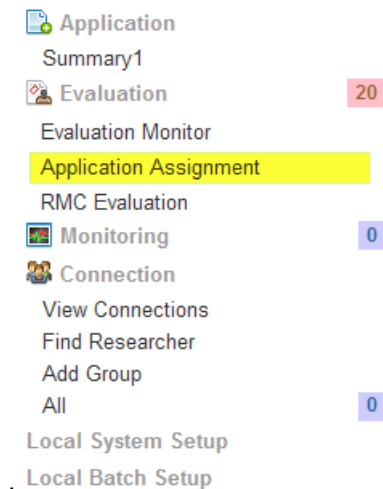 Application
Summary1
Evaluation 20
Evaluation Monitor
Application Assignment
RMC Evaluation
Monitoring 0
Connection
View Connections
Find Researcher
Add Group
All 0
Local System Setup
. Local Batch Setup